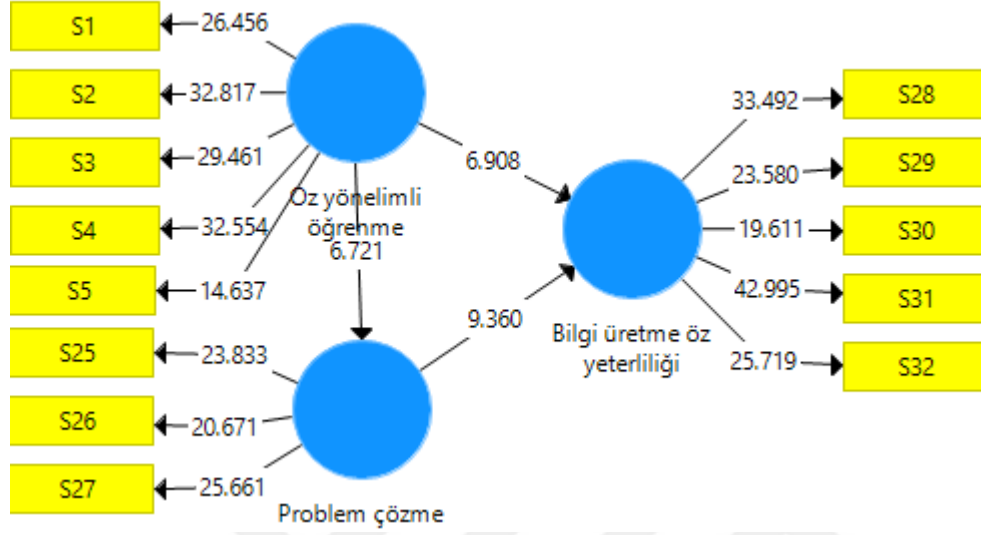 S1
26.456
S2
32.817
S3
29.461
S4
32.554
S5
14.637
Öz yönelimli
öğrenme
6.721
6.908
S25
23.833
S26
20.671
S27
25.661
Problem çözme
9.360
Bilgi üretme öz
yeterliliği
33.492
S28
23.580
S29
19.611
S30
42.995
S31
25.719
S32